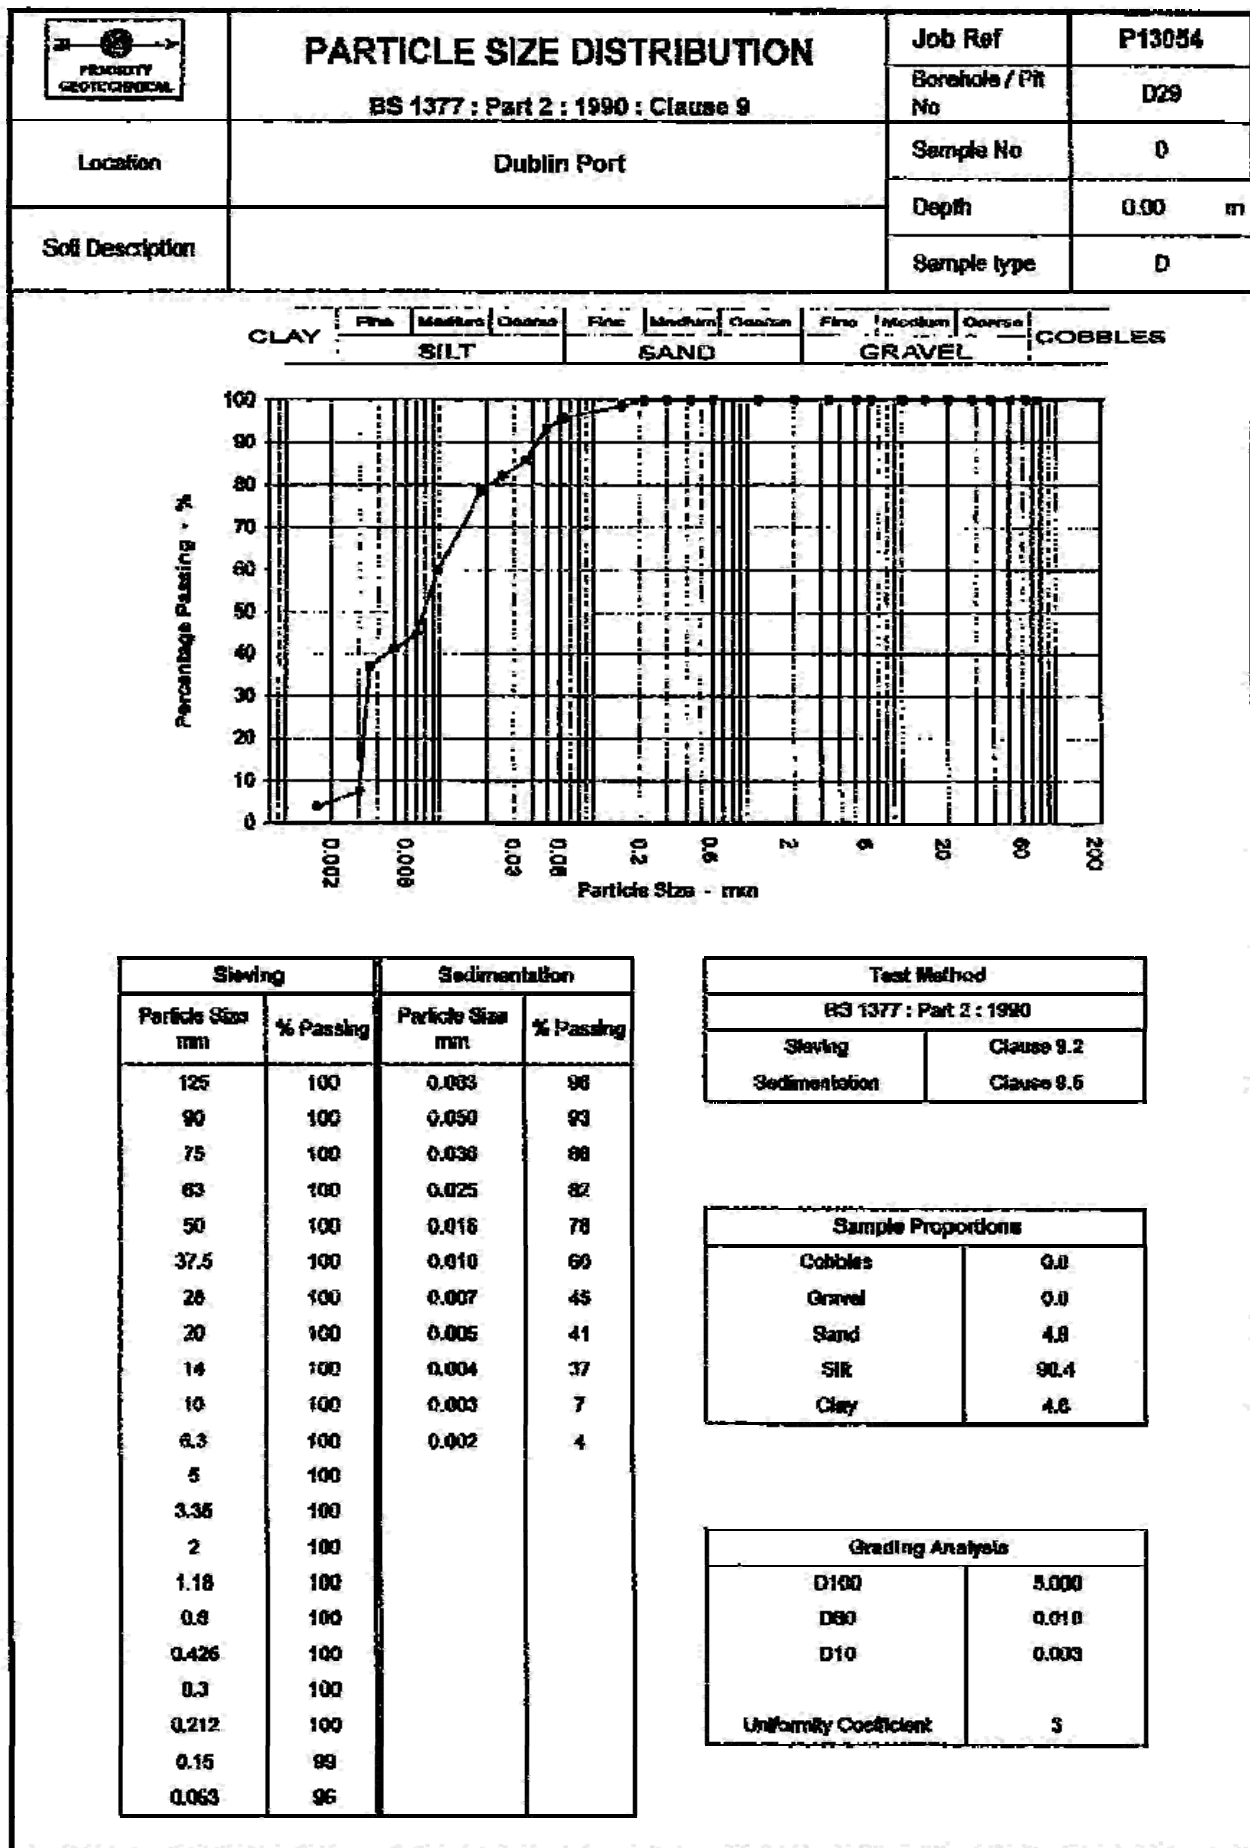 PRIORITY
GEOTECHNICAL
PARTICLE SIZE DISTRIBUTION
BS 1377 : Part 2 : 1990 : Clause 9
Job Ref P13054
Borehole / Pit No D29
Location Dublin Port
Sample No 0
Depth 0.00 m
Soil Description
Sample type D
CLAY Fine Medium Coarse Fine Medium Coarse Fine Medium Coarse COBBLES
SILT SAND GRAVEL
Percentage Passing - %
100
90
80
70
60
50
40
30
20
10
0
0.002 0.006 0.02 0.06 0.2 0.6 2 6 20 60 200
Particle Size - mm
Sieving Sedimentation
Particle Size mm % Passing Particle Size mm % Passing
125 100 0.063 96
90 100 0.050 93
75 100 0.036 86
63 100 0.025 82
50 100 0.018 78
37.5 100 0.010 60
28 100 0.007 45
20 100 0.005 41
14 100 0.004 37
10 100 0.003 7
6.3 100 0.002 4
5 100
3.35 100
2 100
1.18 100
0.6 100
0.425 100
0.3 100
0.212 100
0.15 99
0.063 96
Test Method
BS 1377 : Part 2 : 1990
Sieving Clause 9.2
Sedimentation Clause 9.5
Sample Proportions
Cobbles 0.0
Gravel 0.0
Sand
Silt 90.4
Clay
Grading Analysis
D100 5.000
D60 0.010
D10 0.003
Uniformity Coefficient 3